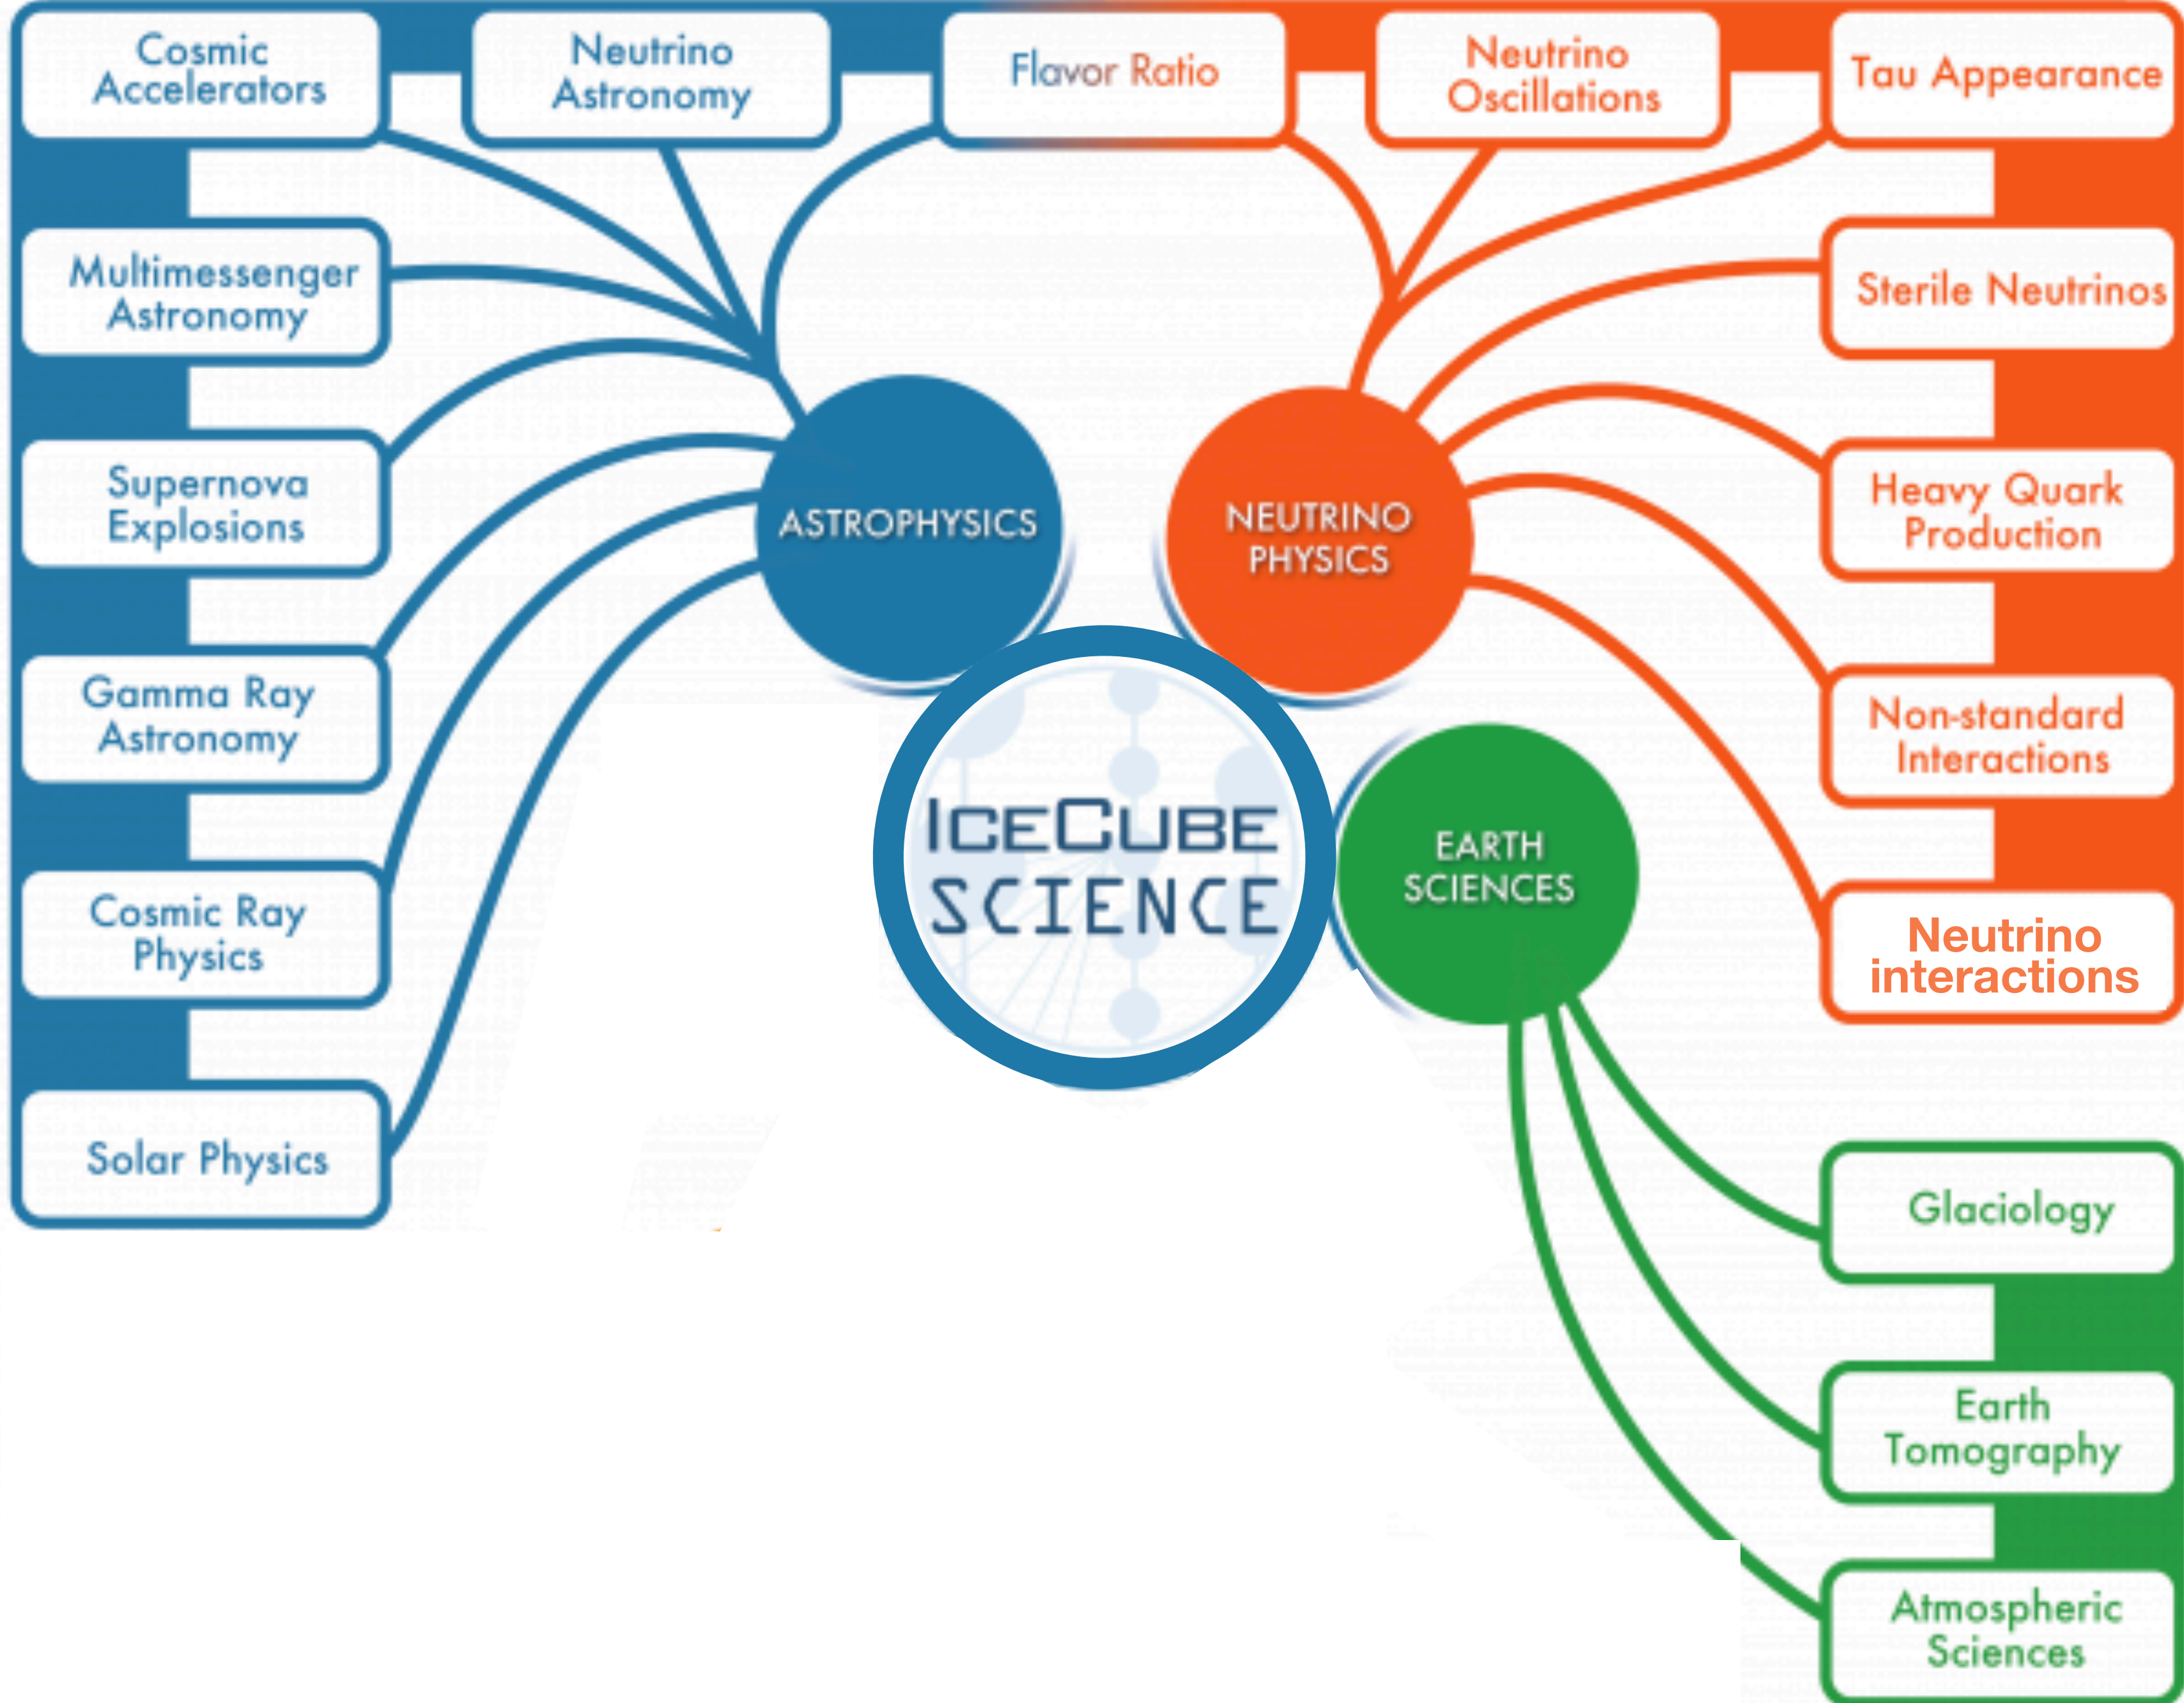 Cosmic
Accelerators
Neutrino
Astronomy
Flavor Ratio
Neutrino
Oscillations
Tau Appearance
Multimessenger
Astronomy
Sterile Neutrinos
Supernova
Explosions
Heavy Quark
Production
ASTROPHYSICS
NEUTRINO
PHYSICS
Gamma Ray
Astronomy
Non-standard
Interactions
ICECUBE
SCIENCE
EARTH
SCIENCES
Cosmic Ray
Physics
Neutrino
interactions
Solar Physics
Glaciology
Earth
Tomography
Atmospheric
Sciences